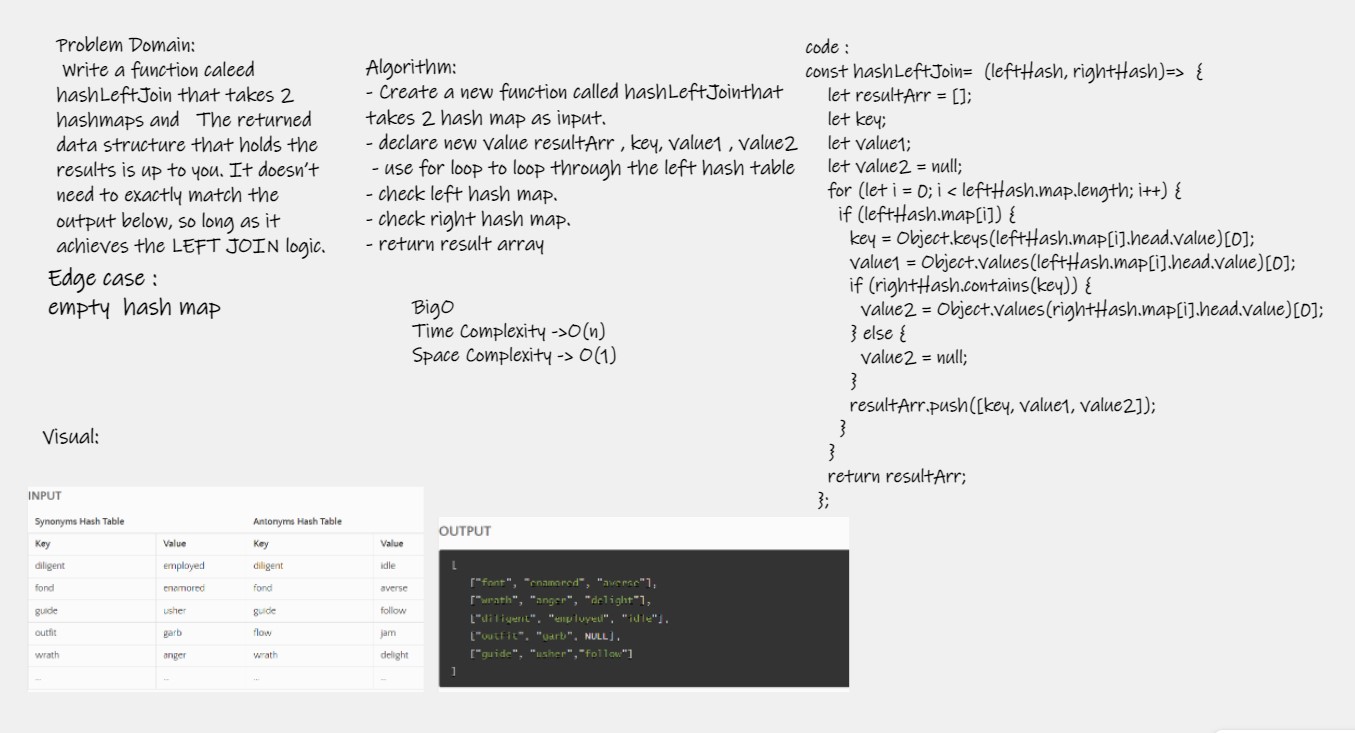 Problem Domain:
Write a function caleed
hashLeftJoin that takes 2
hashmaps and The returned
data structure that holds the
results is up to you. It doesn't
need to exactly match the
output below, so long as it
achieves the LEFT JOIN logic.
Edge case :
empty hash map
Algorithm:
- Create a new function called hashLeftJointhat
takes 2 hash map as input.
- declare new value resultArr , key, value1 , value2
- use for loop to loop through the left hash table
- check left hash map.
- check right hash map.
- return result array
BigO
Time Complexity ->O(n)
Space Complexity -> O(1)
code :
const hashLeftJoin= (leftHash, rightHash)=> {
let resultArr = [];
let key;
let value1;
let value2 = null;
for (let i = 0; i < leftHash.map.length; i++) {
if (leftHash.map[i]) {
key = Object.keys(leftHash.map[i].head.value)[0];
value1 = Object.values(leftHash.map[i].head.value)[0];
if (rightHash.contains(key)) {
value2 = Object.values(rightHash.map[i].head.value)[0];
} else {
value2 = null;
}
resultArr.push([key, value1, value2]);
}
}
return resultArr;
};
Visual:
INPUT
Synonyms Hash Table Antonyms Hash Table
Key Value Key Value
diligent employed diligent idle
fond enamored fond averse
guide usher guide follow
outfit garb flow jam
wrath anger wrath delight
... ... ... ...
OUTPUT
[
["font", "enamored", "averse"],
["wrath", "anger", "delight"],
["diligent", "employed", "idle"],
["outfit", "garb", NULL],
["guide", "usher","follow"]
]